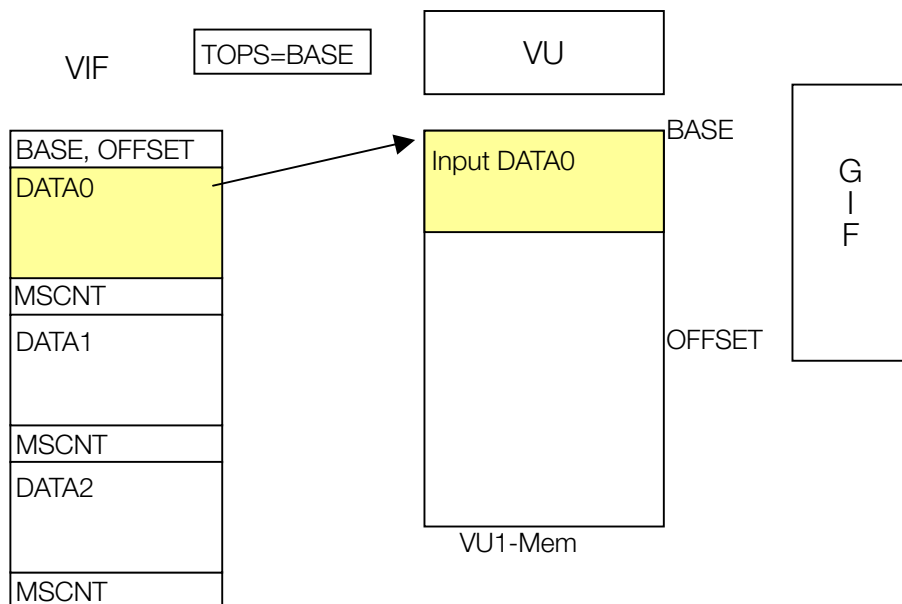 VIF
TOPS=BASE
VU
BASE, OFFSET
DATA0
MSCNT
DATA1
MSCNT
DATA2
MSCNT
Input DATA0
BASE
OFFSET
VU1-Mem
G
I
F